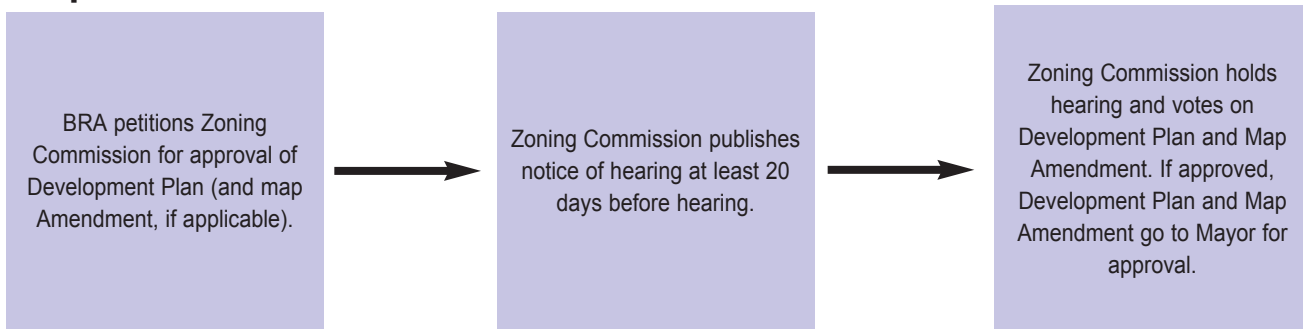 BRA petitions Zoning
Commission for approval of
Development Plan (and map
Amendment, if applicable).
Zoning Commission publishes
notice of hearing at least 20
days before hearing.
Zoning Commission holds
hearing and votes on
Development Plan and Map
Amendment. If approved,
Development Plan and Map
Amendment go to Mayor for
approval.